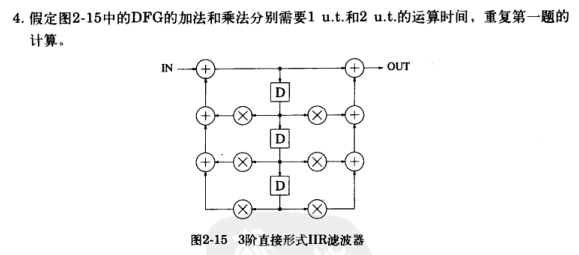 4. 假定图2-15中的DFG的加法和乘法分别需要1 u.t.和2 u.t.的运算时间，重复第一题的
计算。
IN
OUT
D
D
D
图2-15 3阶直接形式IIR滤波器